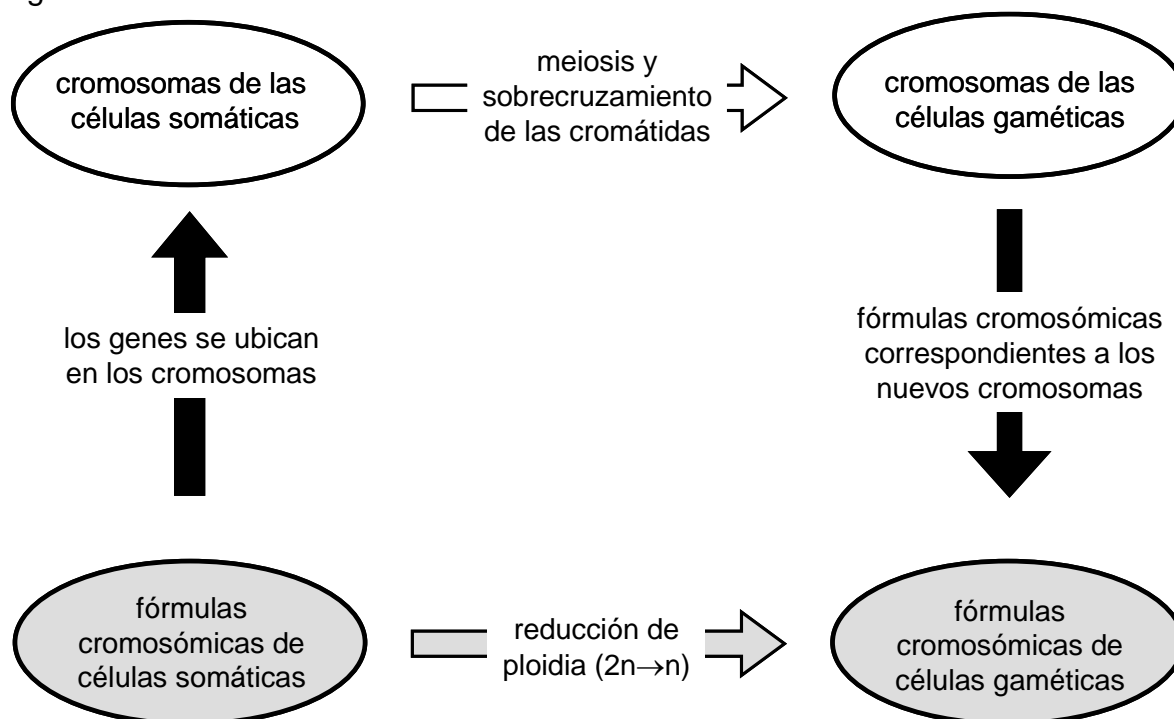 cromosomas de las
células somáticas
meiosis y
sobrecruzamiento
de las cromátidas
cromosomas de las
células gaméticas
los genes se ubican
en los cromosomas
fórmulas cromosómicas
correspondientes a los
nuevos cromosomas
fórmulas
cromosómicas de
células somáticas
reducción de
ploidia (2n→n)
fórmulas
cromosómicas de
células gaméticas